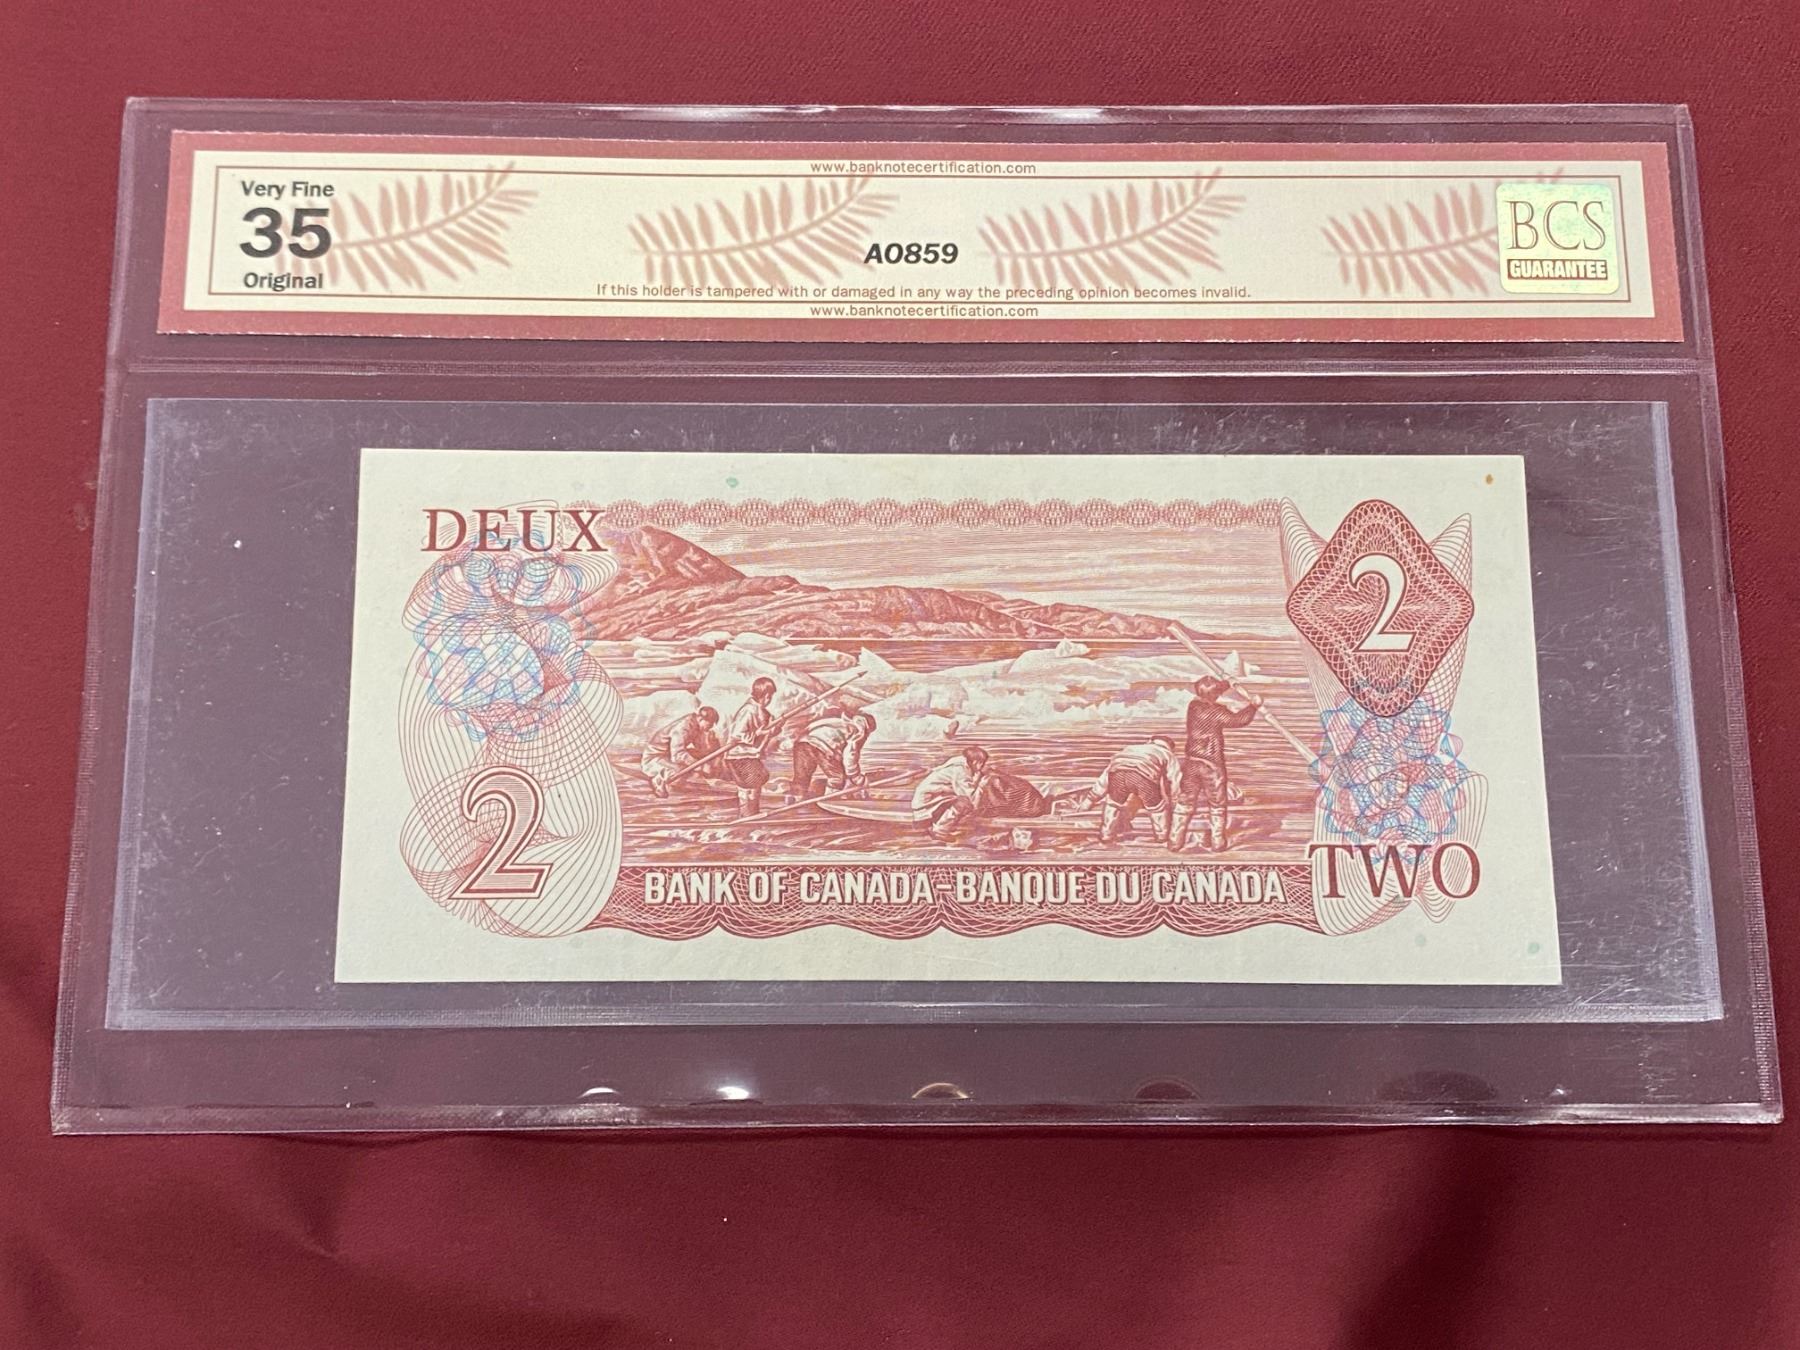 www.banknotecertification.com
Very Fine
35
Original
AO859
BCS
GUARANTEE
If this holder is tampered with or damaged in any way the preceding opinion becomes invalid.
www.banknotecertification.com
DEUX
2
2
BANK OF CANADA-BANQUE DU CANADA
TWO